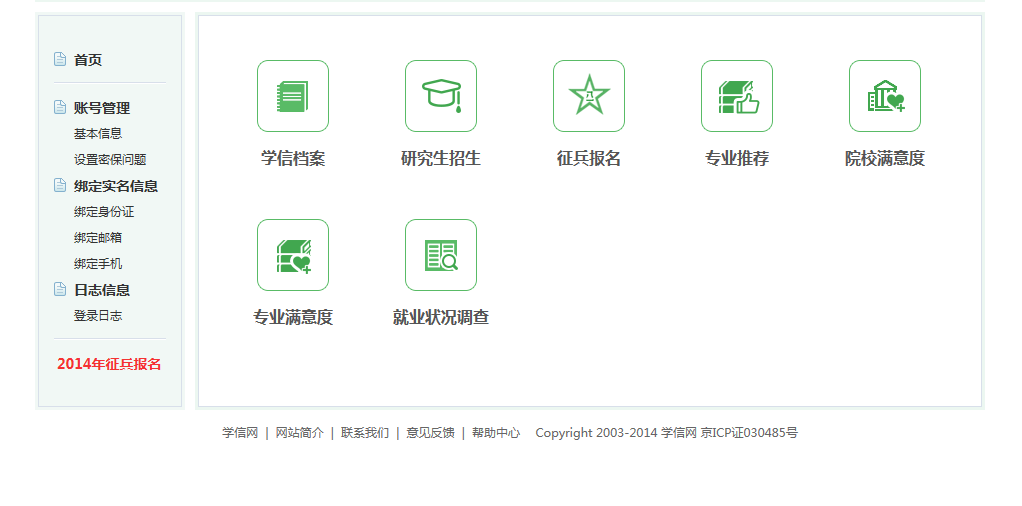 首页
账号管理
基本信息
设置密保问题
绑定实名信息
绑定身份证
绑定邮箱
绑定手机
日志信息
登录日志
2014年征兵报名
学信档案 研究生招生 征兵报名 专业推荐 院校满意度
专业满意度 就业状况调查
学信网 | 网站简介 | 联系我们 | 意见反馈 | 帮助中心 Copyright 2003-2014 学信网 京ICP证030485号